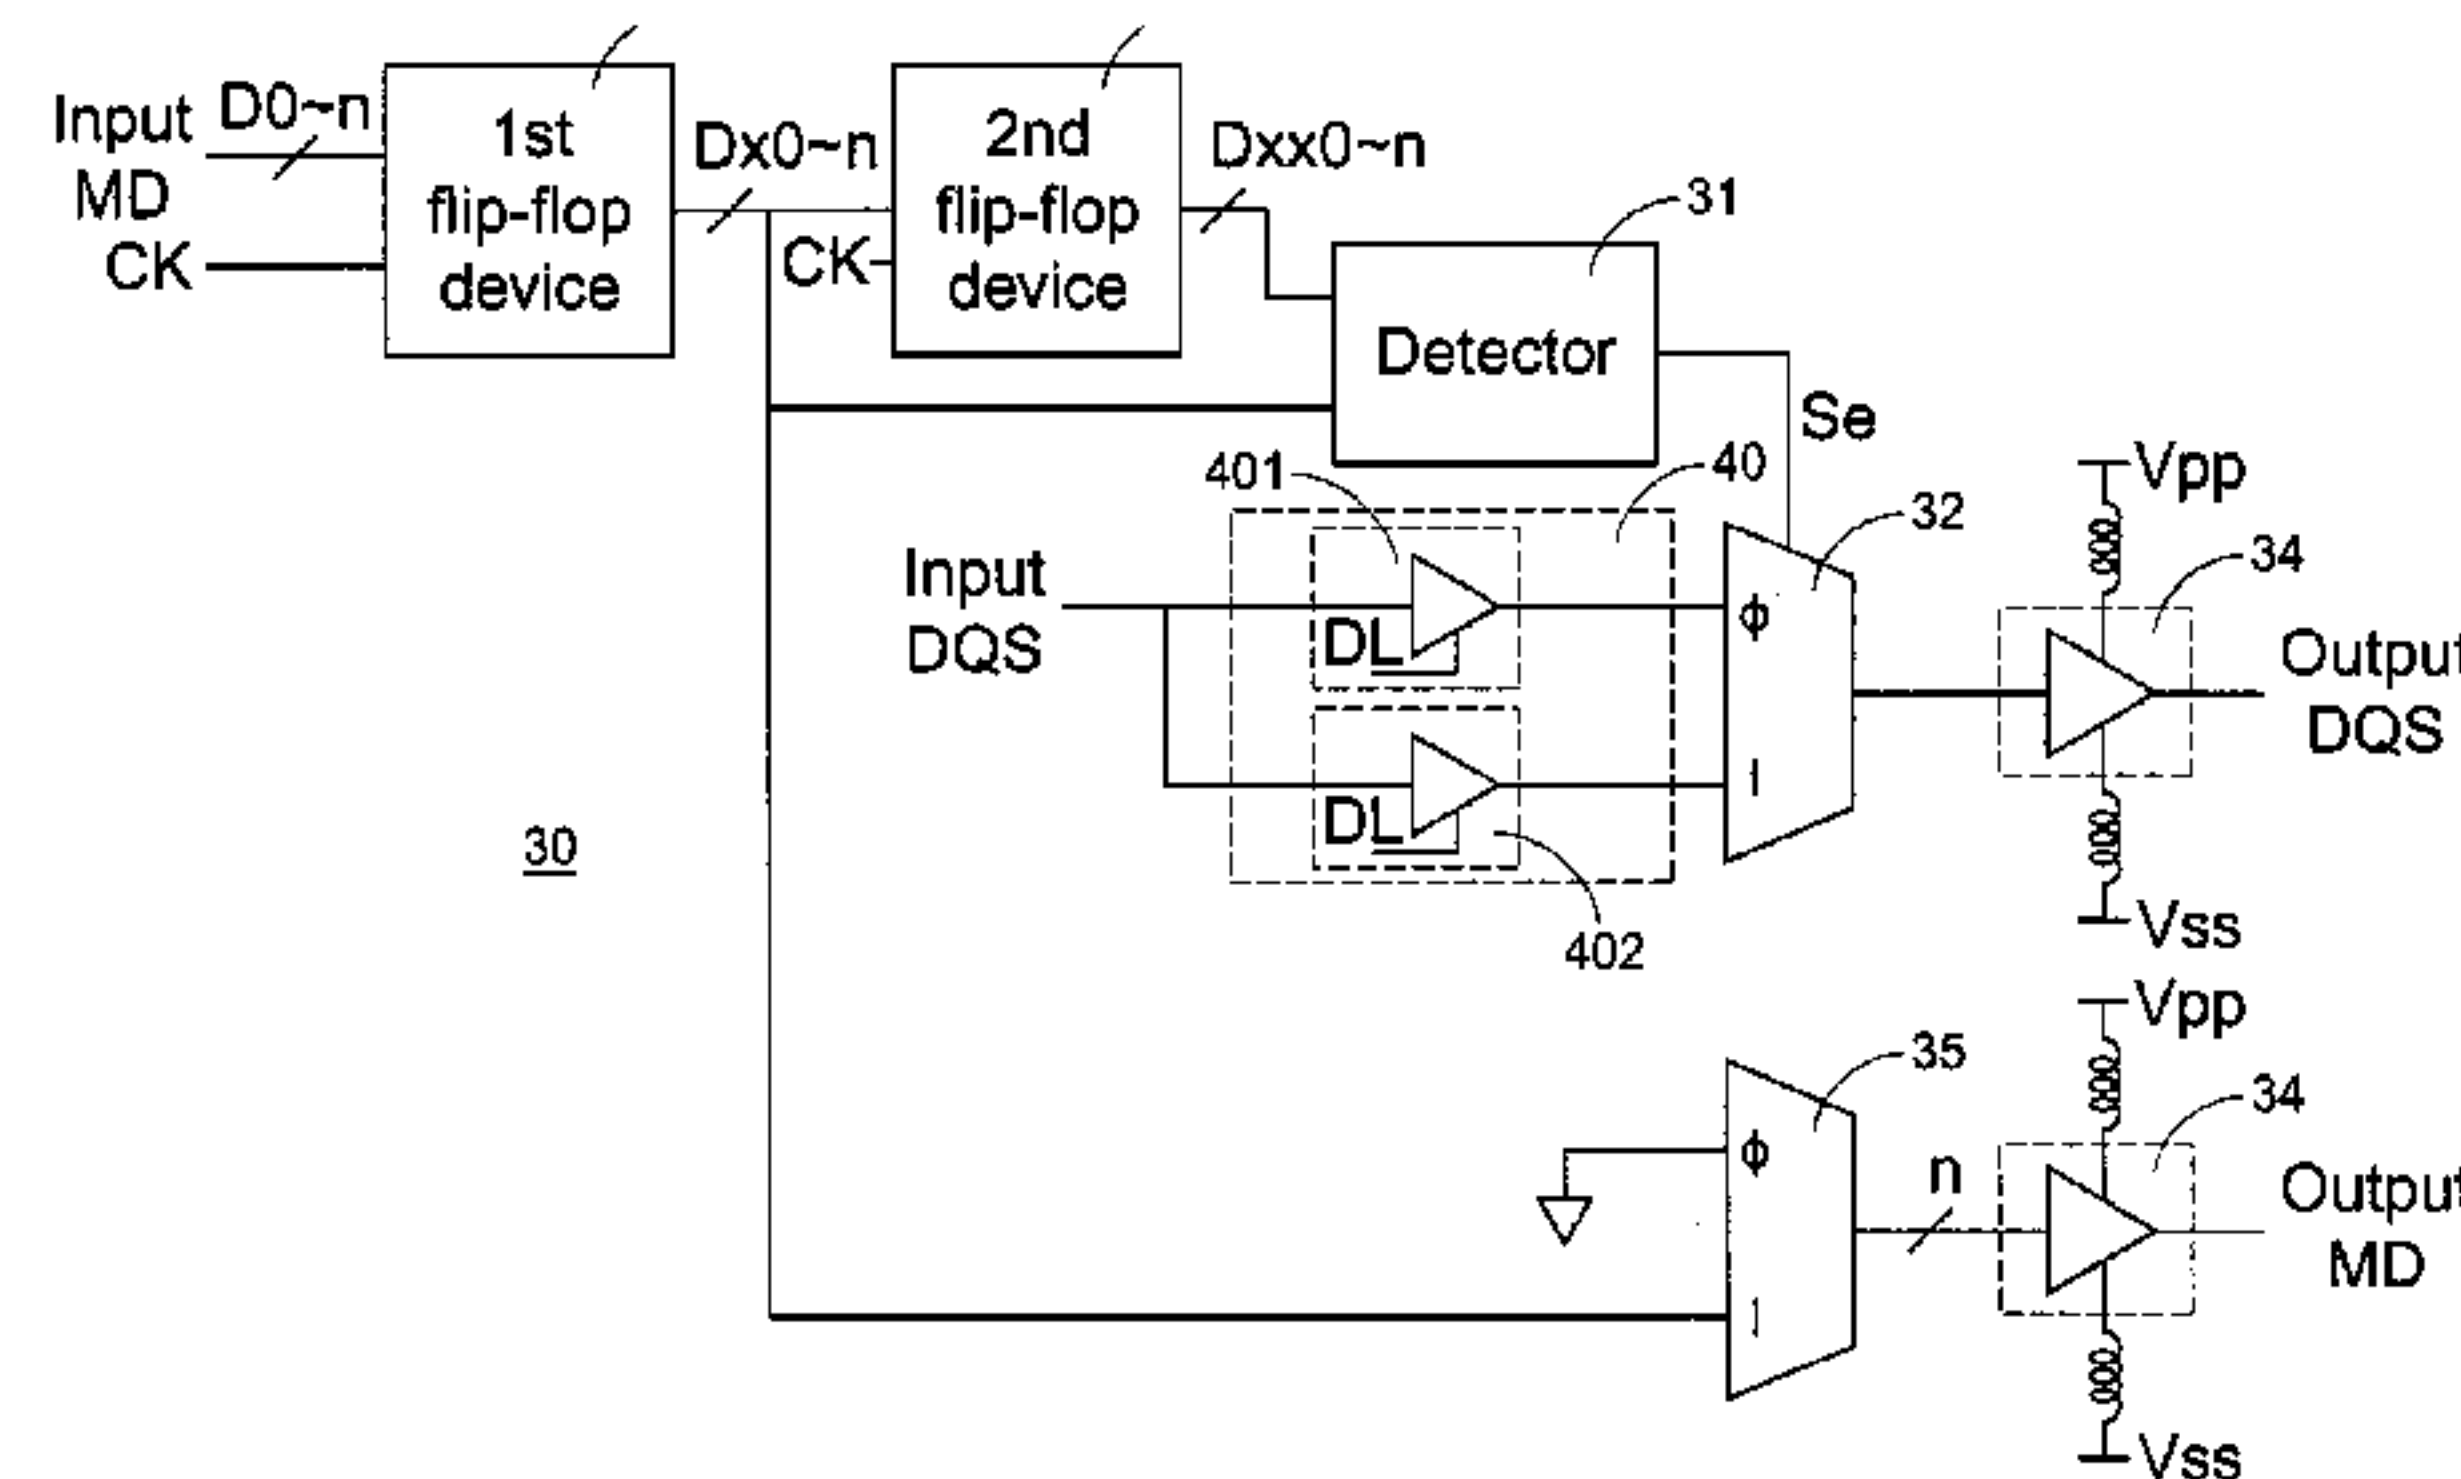 Input
MD
D0~n
CK
1st
flip-flop
device
Dx0~n
CK
2nd
flip-flop
device
Dxx0~n
31
Detector
Se
401
40
32
Vpp
34
Input
DQS
DL
ϕ
Output
DQS
DL
1
30
402
Vss
Vpp
35
34
ϕ
n
Output
MD
1
Vss